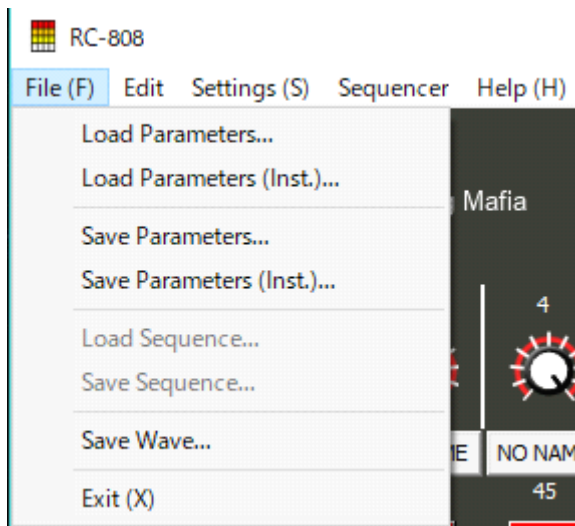 RC-808
File (F) Edit Settings (S) Sequencer Help (H)
Load Parameters...
Load Parameters (Inst.)...
Mafia
Save Parameters...
Save Parameters (Inst.)...
4
Load Sequence...
Save Sequence...
Save Wave...
NO NAM
45
Exit (X)